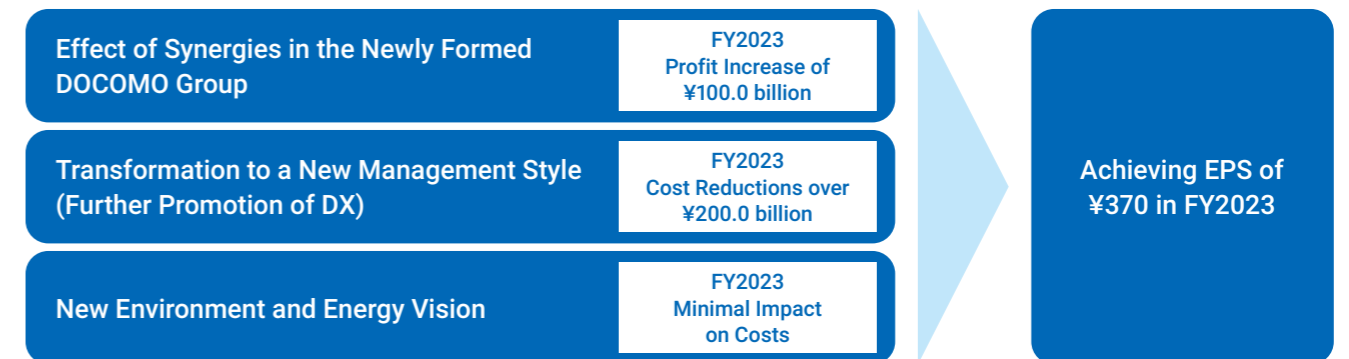 Effect of Synergies in the Newly Formed
DOCOMO Group
FY2023
Profit Increase of
¥100.0 billion
Transformation to a New Management Style
(Further Promotion of DX)
FY2023
Cost Reductions over
¥200.0 billion
New Environment and Energy Vision
FY2023
Minimal Impact
on Costs
Achieving EPS of
¥370 in FY2023